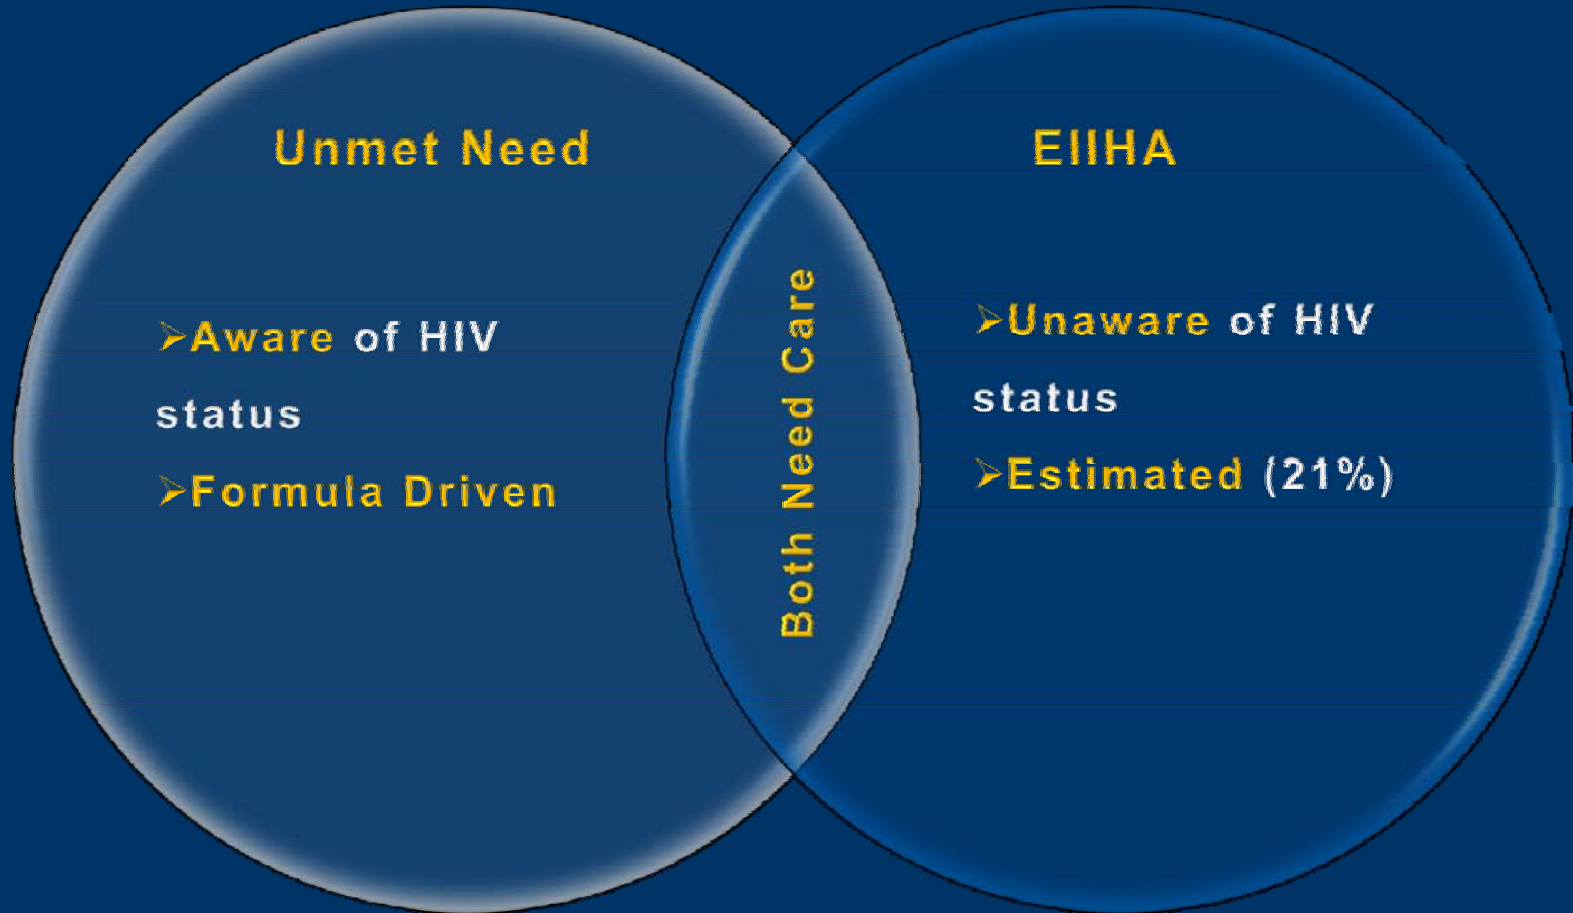 Unmet Need
➢Aware of HIV
status
➢Formula Driven
Both Need Care
EIIHA
➢Unaware of HIV
status
➢Estimated (21%)